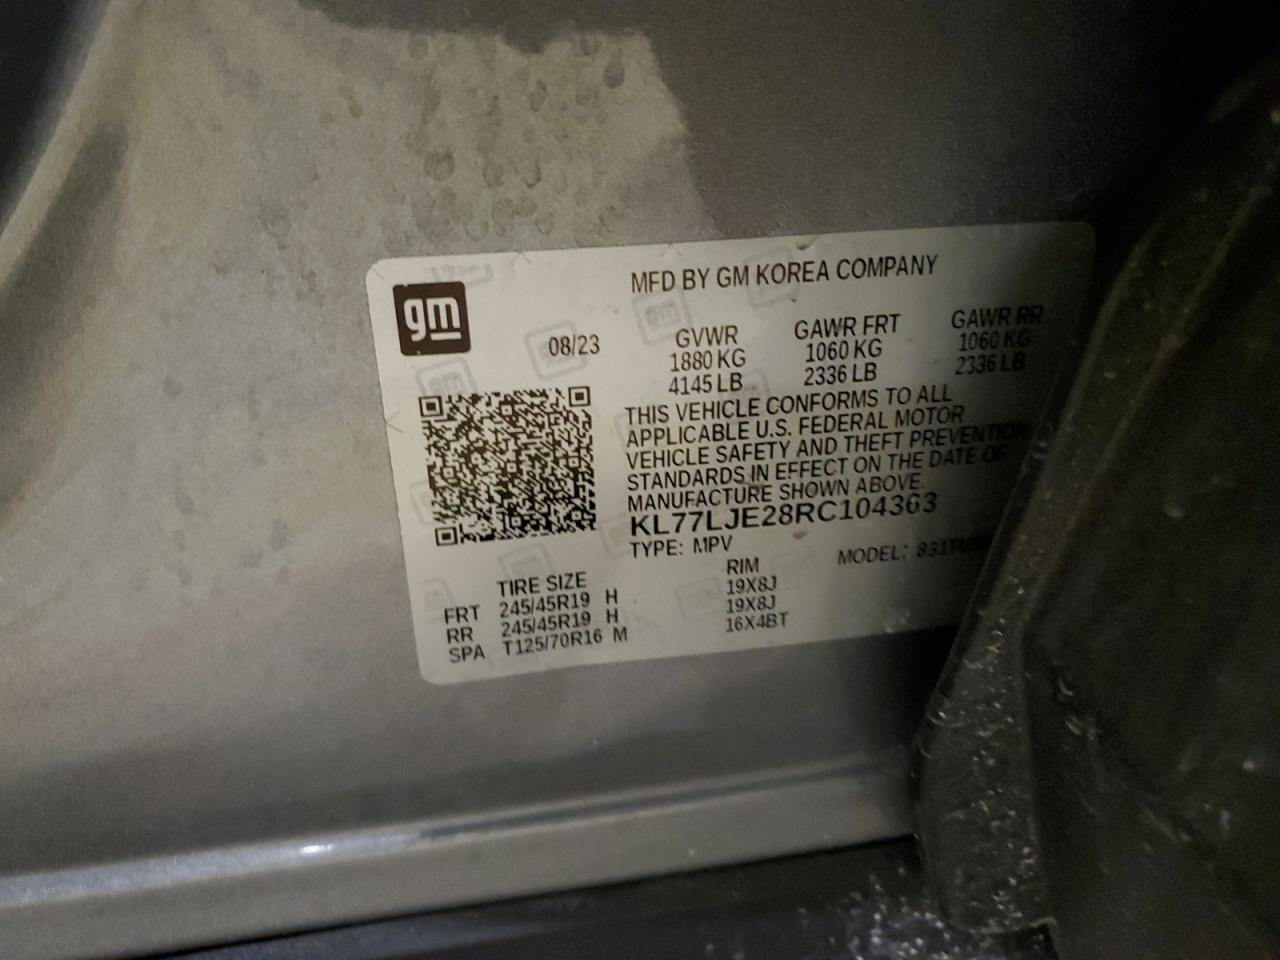 MFD BY GM KOREA COMPANY
gm
08/23
GVWR GAWR FRT GAWR RR
1880 KG 1060 KG 1060 KG
4145 LB 2336 LB 2336 LB
THIS VEHICLE CONFORMS TO ALL
APPLICABLE U.S. FEDERAL MOTOR
VEHICLE SAFETY AND THEFT PREVENTION
STANDARDS IN EFFECT ON THE DATE OF
MANUFACTURE SHOWN ABOVE.
KL77LJE28RC104363
TYPE: MPV MODEL:
TIRE SIZE RIM
FRT 245/45R19 H 19X8J
RR 245/45R19 H 19X8J
SPA T125/70R16 M 16X4BT